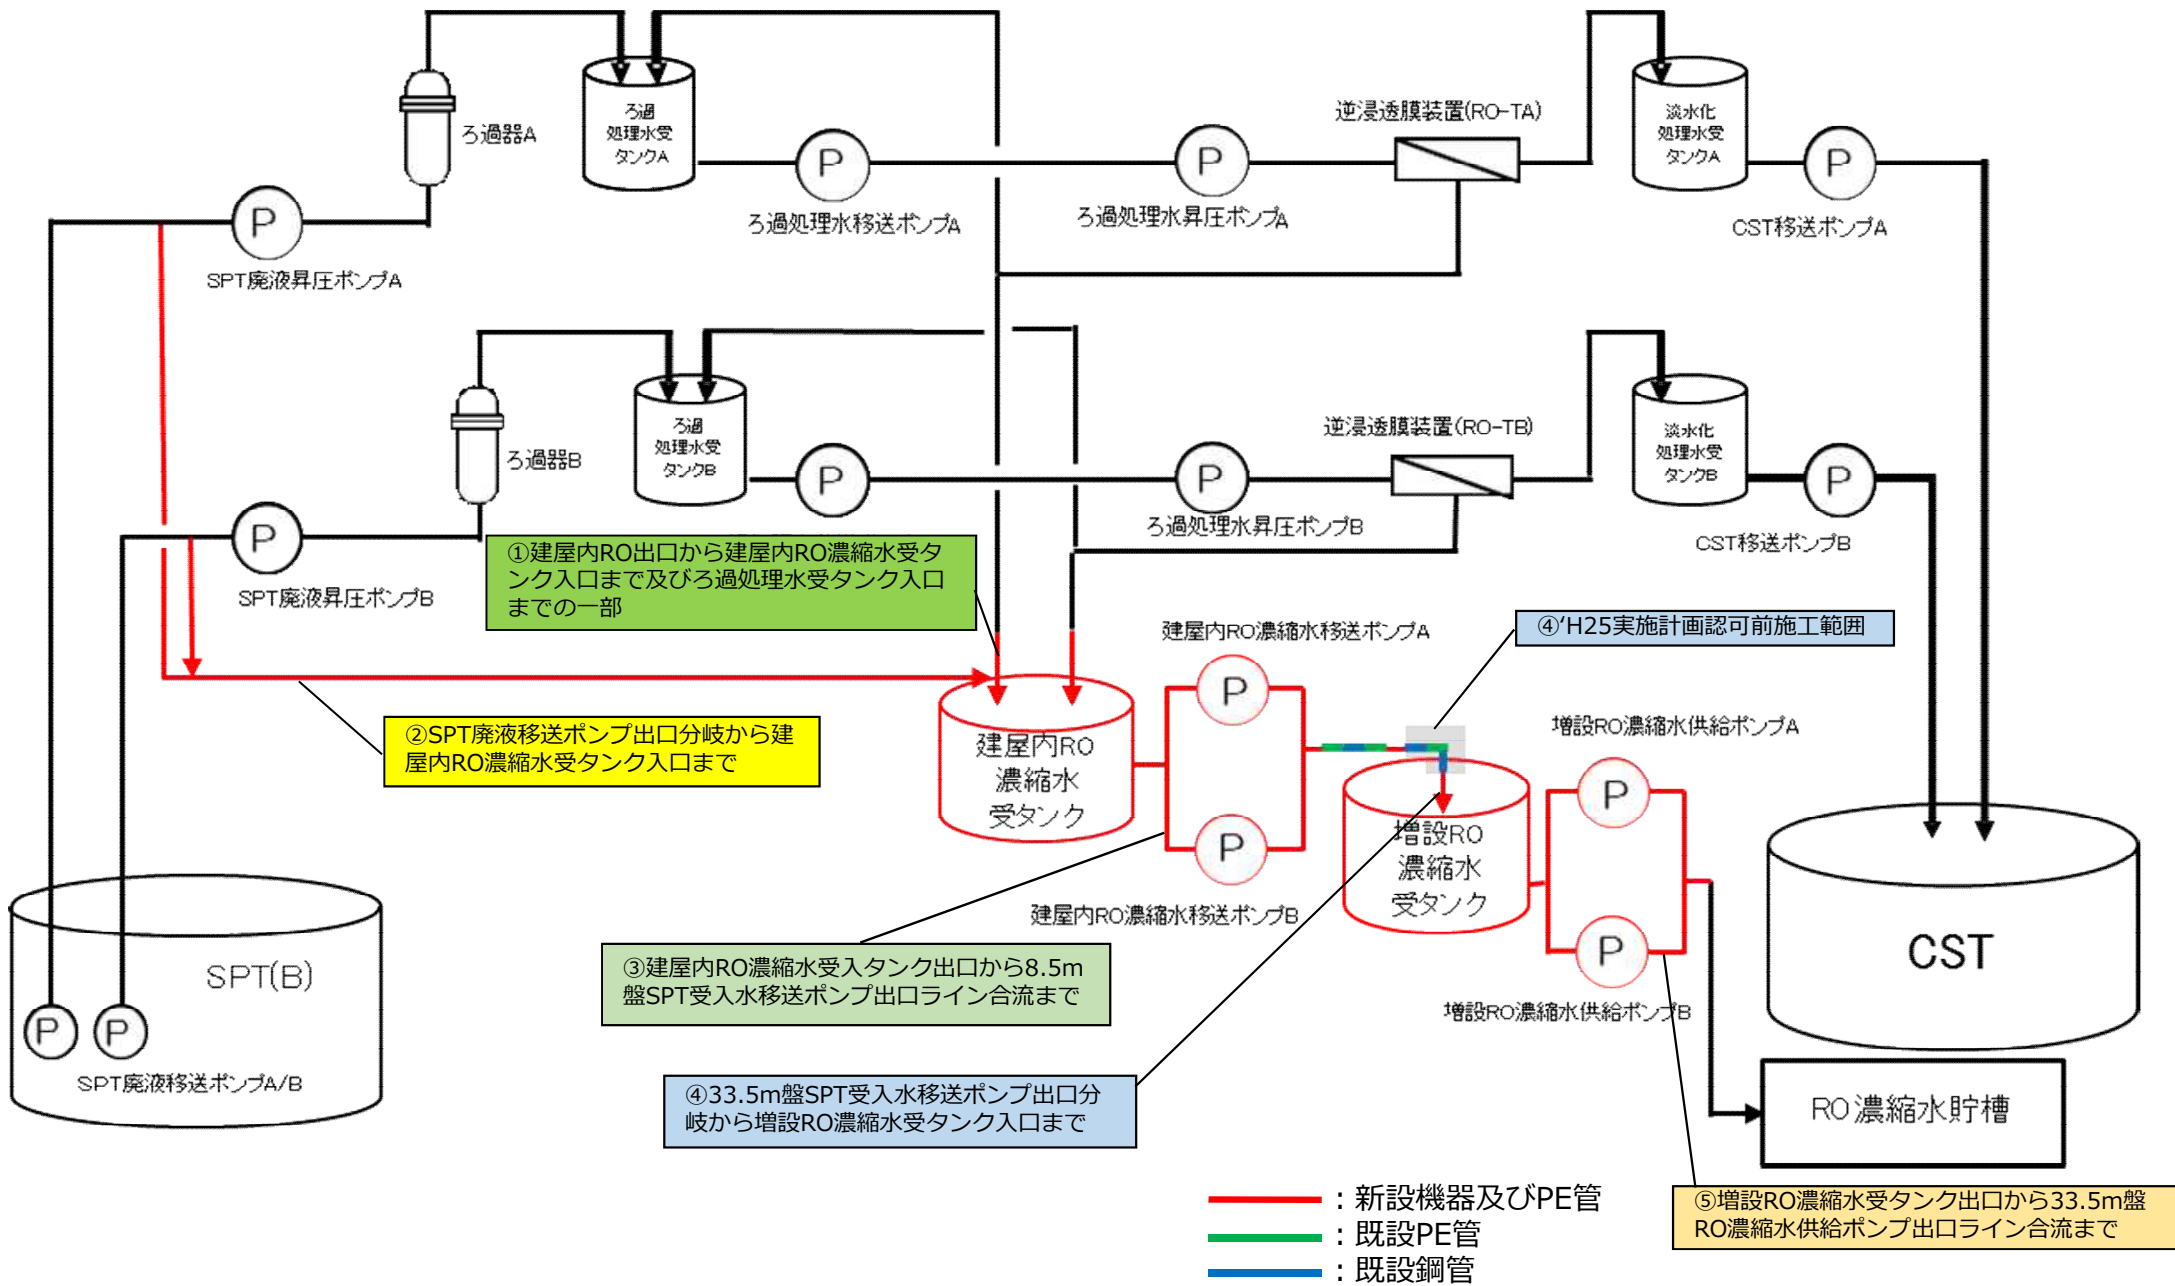 ろ過器A
ろ過
処理水受
タンクA
P
ろ過処理水移送ポンプA
P
ろ過処理水昇圧ポンプA
逆浸透膜装置(RO-TA)
淡水化
処理水受
タンクA
P
CST移送ポンプA
P
SPT廃液昇圧ポンプA
ろ過器B
ろ過
処理水受
タンクB
P
P
ろ過処理水昇圧ポンプB
逆浸透膜装置(RO-TB)
淡水化
処理水受
タンクB
P
CST移送ポンプB
P
SPT廃液昇圧ポンプB
①建屋内RO出口から建屋内RO濃縮水受タ
ンク入口まで及びろ過処理水受タンク入口
までの一部
②SPT廃液移送ポンプ出口分岐から建
屋内RO濃縮水受タンク入口まで
建屋内RO
濃縮水
受タンク
建屋内RO濃縮水移送ポンプA
P
P
建屋内RO濃縮水移送ポンプB
④‘H25実施計画認可前施工範囲
増設RO
濃縮水
受タンク
増設RO濃縮水供給ポンプA
P
P
増設RO濃縮水供給ポンプB
③建屋内RO濃縮水受入タンク出口から8.5m
盤SPT受入水移送ポンプ出口ライン合流まで
④33.5m盤SPT受入水移送ポンプ出口分
岐から増設RO濃縮水受タンク入口まで
SPT(B)
P
P
SPT廃液移送ポンプA/B
CST
RO濃縮水貯槽
⑤増設RO濃縮水受タンク出口から33.5m盤
RO濃縮水供給ポンプ出口ライン合流まで
：新設機器及びPE管
：既設PE管
：既設鋼管